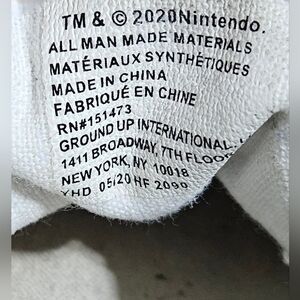 TM & © 2020Nintendo.
ALL MAN MADE MATERIALS
MATÉRIAUX SYNTHÉTIQUES
MADE IN CHINA
FABRIQUÉ EN CHINE
RN#151473
GROUND UP INTERNATIONAL
1411 BROADWAY, 7TH FLOOR
NEW YORK, NY 10018
YHD 05/20 HF 2099